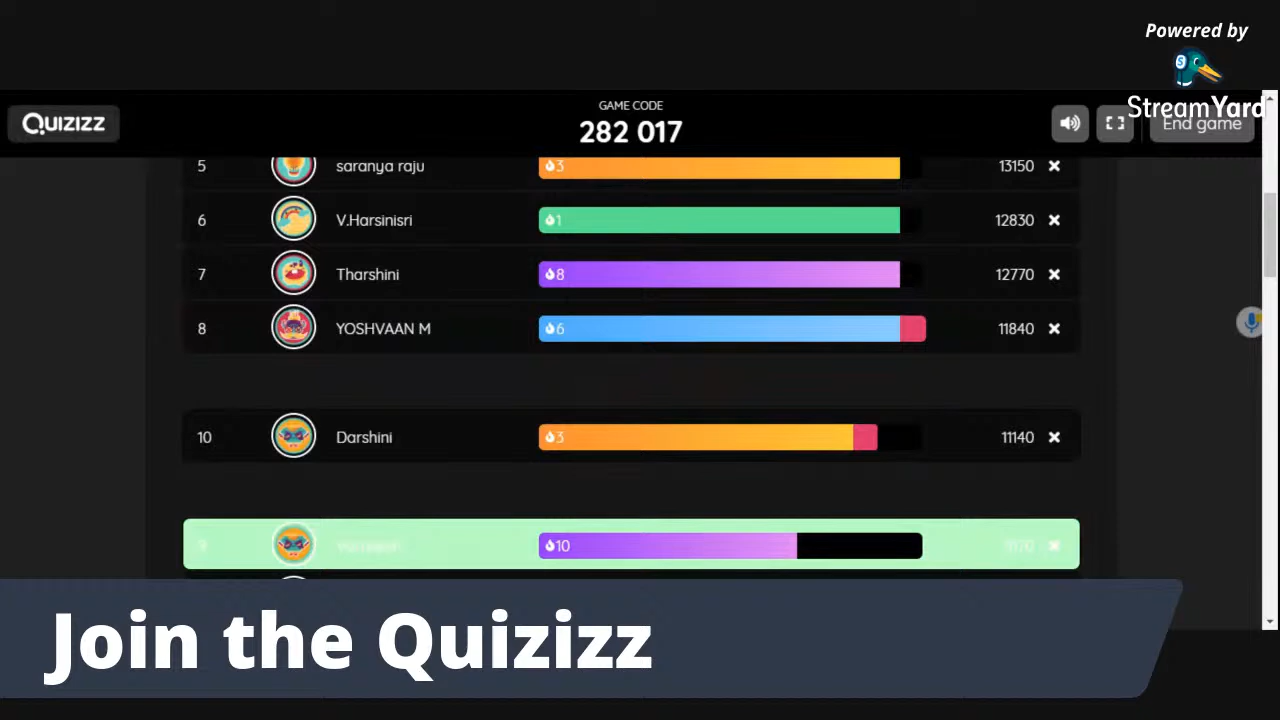 Powered by
StreamYard
QUIZIZZ
GAME CODE
282 017
End game
5 saranya raju 3 13150
6 V.Harsinisri 1 12830
7 Tharshini 8 12770
8 YOSHVAAN M 6 11840
10 Darshini 3 11140
10
Join the Quizizz